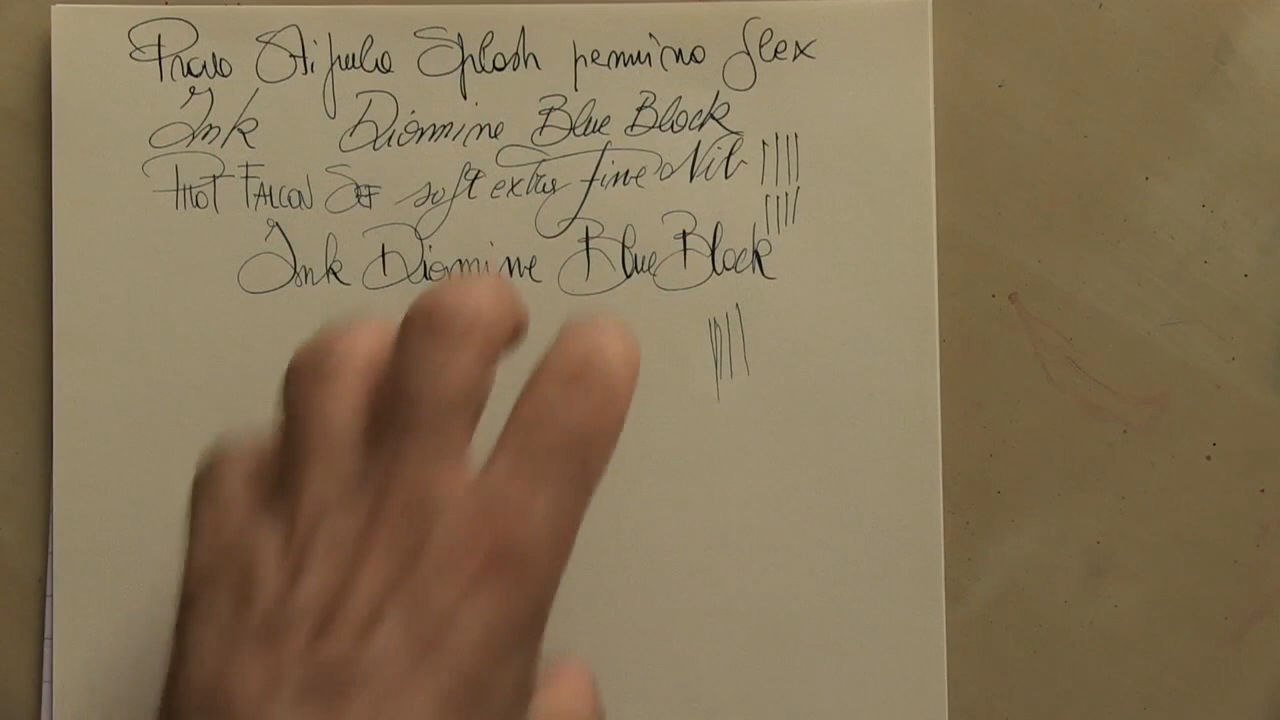 Prova Stipula Splash pennino flex
Ink Diamine Blue Black
PILOT FALCON SEF soft extra fine Nib
Ink Diamine Blue Black